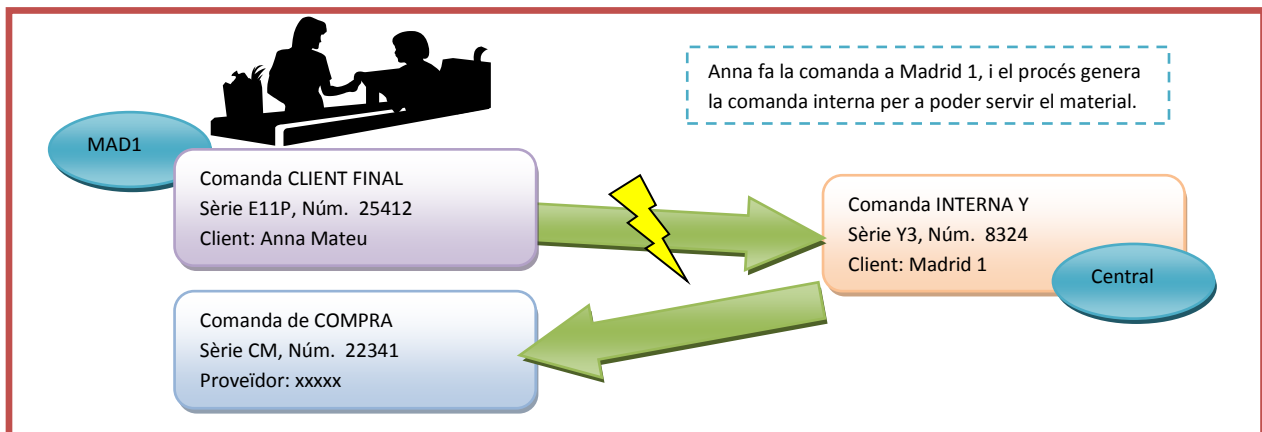 Anna fa la comanda a Madrid 1, i el procés genera
la comanda interna per a poder servir el material.
MAD1
Comanda CLIENT FINAL
Sèrie E11P, Núm. 25412
Client: Anna Mateu
Comanda INTERNA Y
Sèrie Y3, Núm. 8324
Client: Madrid 1
Central
Comanda de COMPRA
Sèrie CM, Núm. 22341
Proveïdor: xxxxx